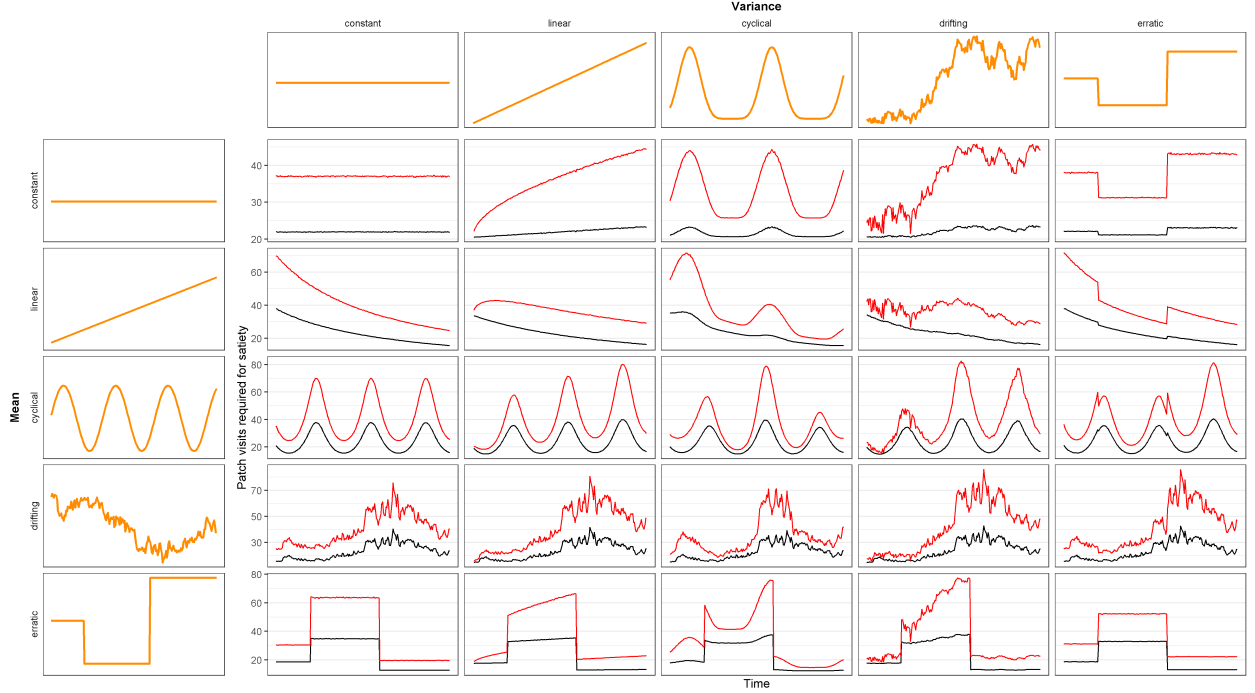 Variance
constant linear cyclical drifting erratic
Mean
Patch visits required for satiety
constant
40
30
20
linear
60
40
20
cyclical
80
60
40
20
drifting
70
50
30
erratic
80
60
40
20
Time